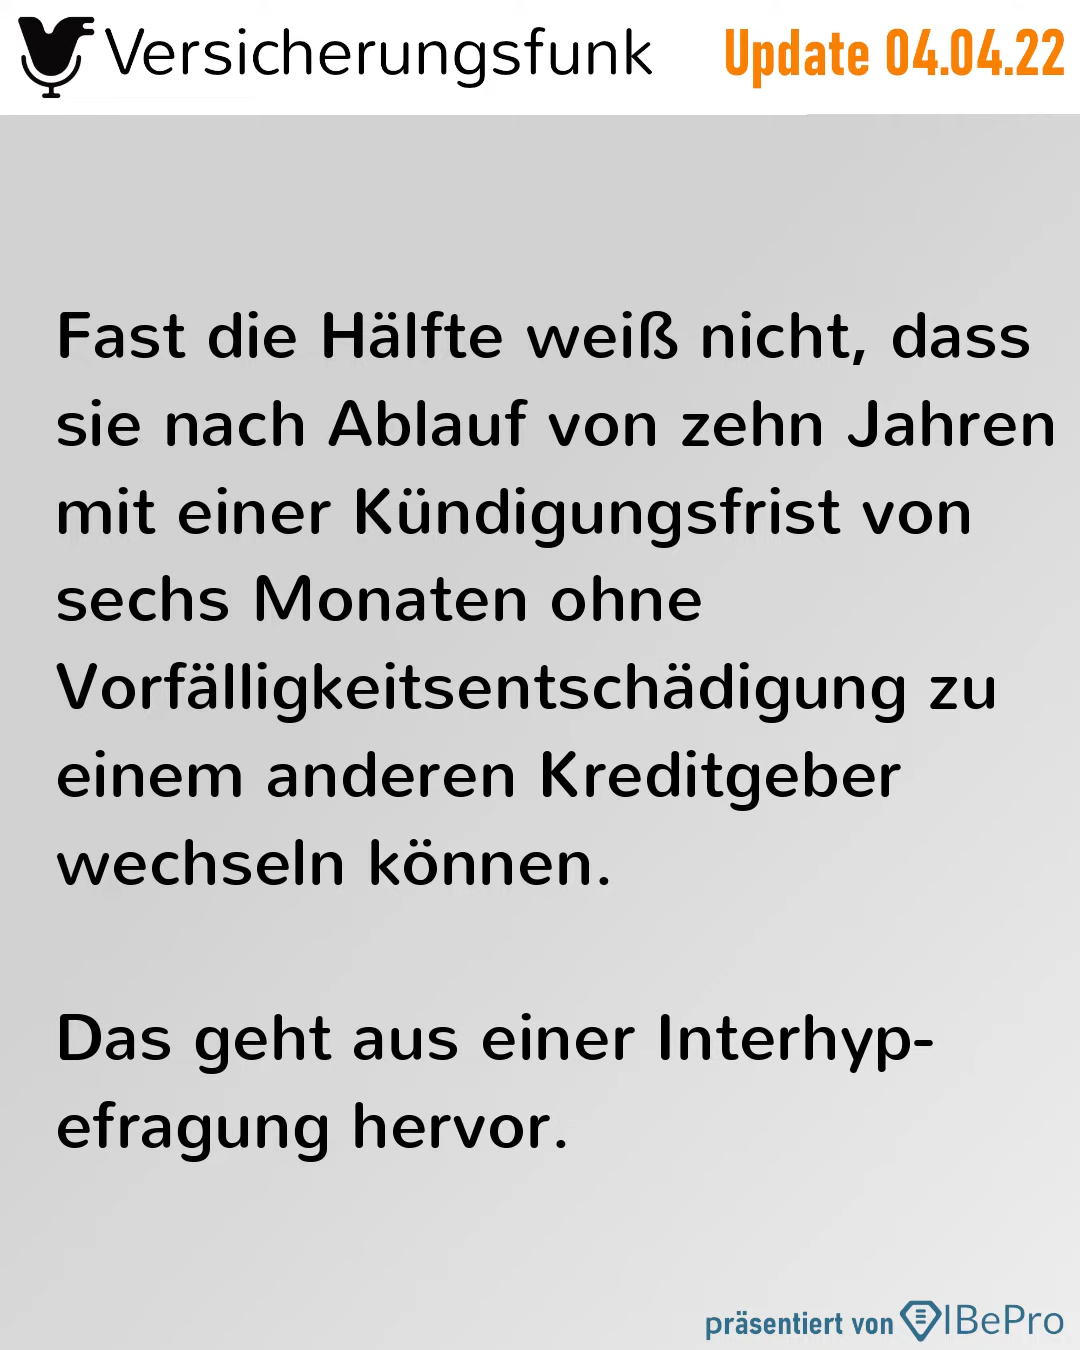 Versicherungsfunk Update 04.04.22
Fast die Hälfte weiß nicht, dass
sie nach Ablauf von zehn Jahren
mit einer Kündigungsfrist von
sechs Monaten ohne
Vorfälligkeitsentschädigung zu
einem anderen Kreditgeber
wechseln können.
Das geht aus einer Interhyp-
efragung hervor.
präsentiert von IBePro